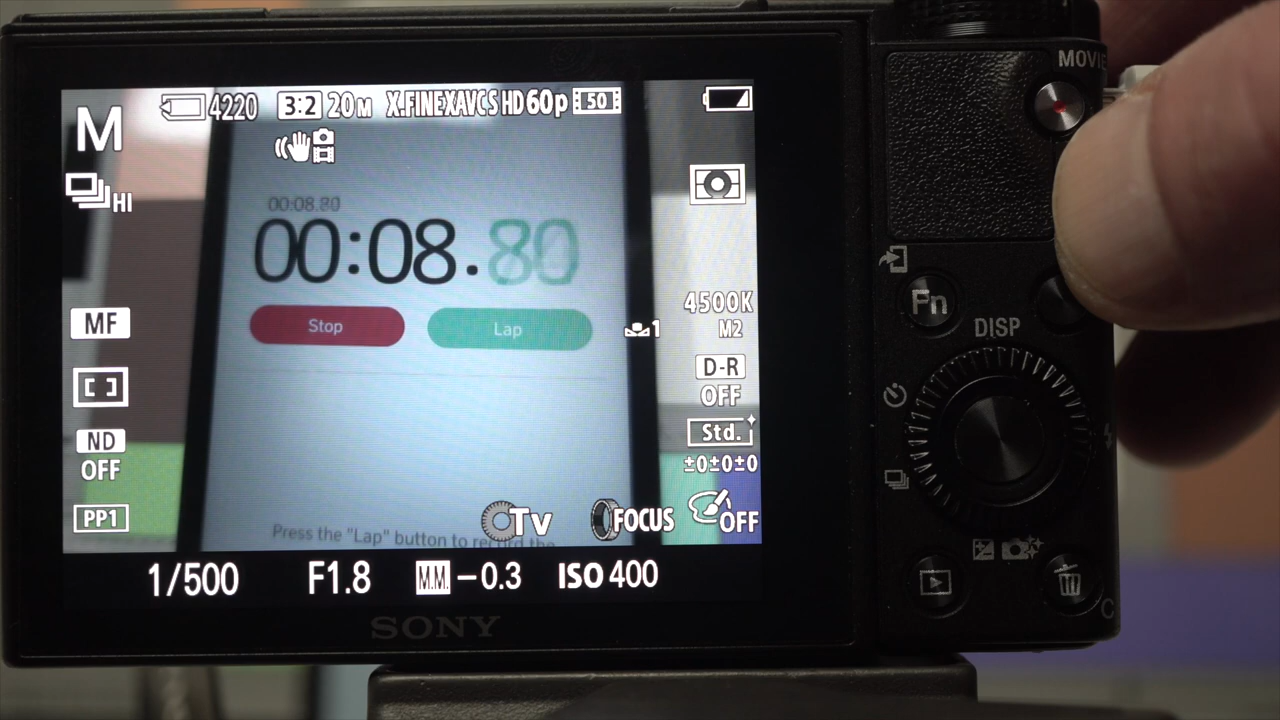 MOVIE
M 4220 3:2 20M X.FINE XAVC S HD 60p 50
HI
00:08.80
00:08.80
Stop Lap
MF
4500K
1 M2
D-R
OFF
ND
OFF
Std.
±0±0±0
PP1
Press the "Lap" button to record the
Tv FOCUS OFF
1/500 F1.8 M.M. -0.3 ISO 400
SONY
Fn
DISP
C